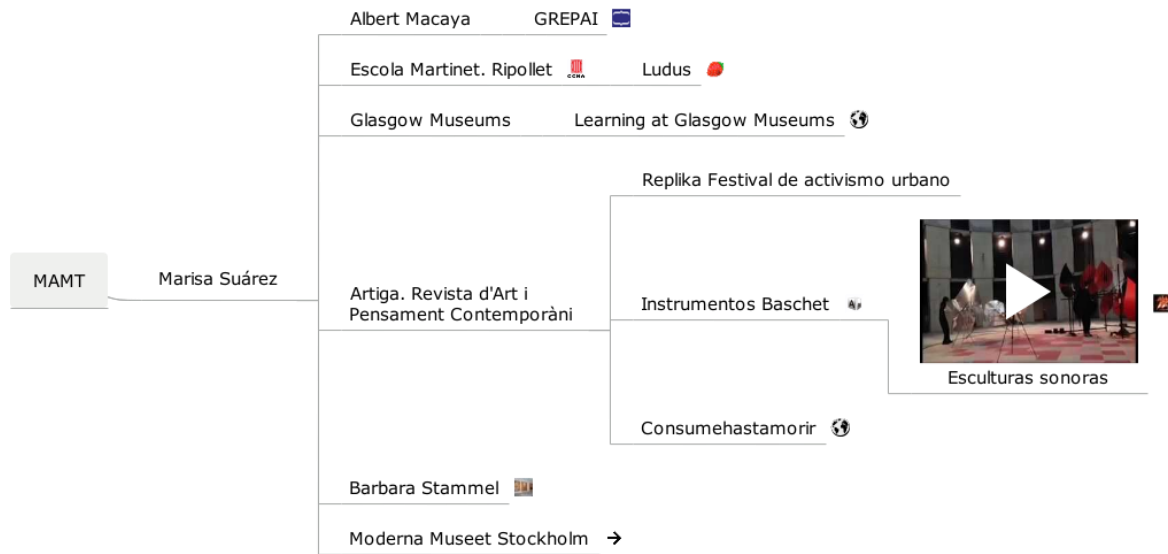 Albert Macaya GREPAI
Escola Martinet. Ripollet CCMA Ludus
Glasgow Museums Learning at Glasgow Museums
Replika Festival de activismo urbano
MAMT
Marisa Suárez
Artiga. Revista d'Art i
Pensament Contemporàni
Instrumentos Baschet
Esculturas sonoras
Consumehastamorir
Barbara Stammel
Moderna Museet Stockholm